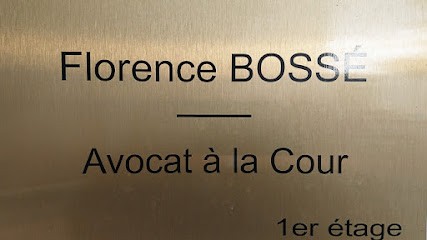 Florence BOSSÉ
Avocat à la Cour
1er étage